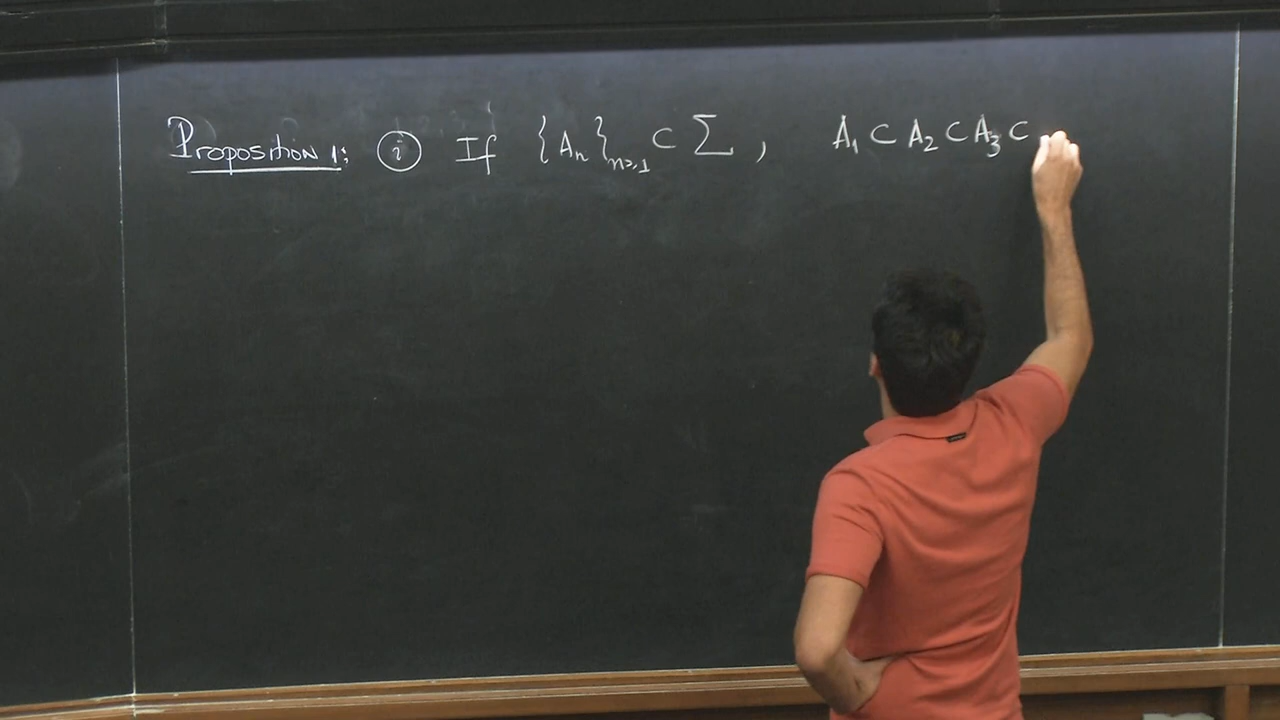 Proposition 1: (i) If {Aₙ}ₙ≥₁ ⊂ Σ , A₁ ⊂ A₂ ⊂ A₃ ⊂